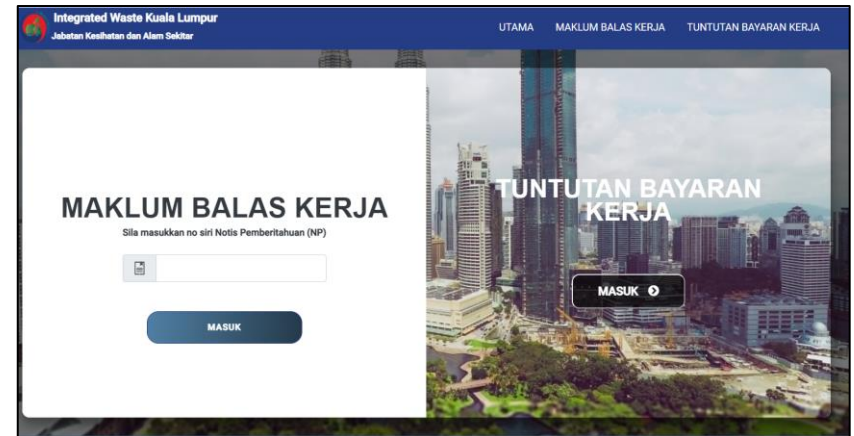 Integrated Waste Kuala Lumpur
Jabatan Kesihatan dan Alam Sekitar
UTAMA MAKLUM BALAS KERJA TUNTUTAN BAYARAN KERJA
MAKLUM BALAS KERJA
Sila masukkan no siri Notis Pemberitahuan (NP)
MASUK
TUNTUTAN BAYARAN
KERJA
MASUK